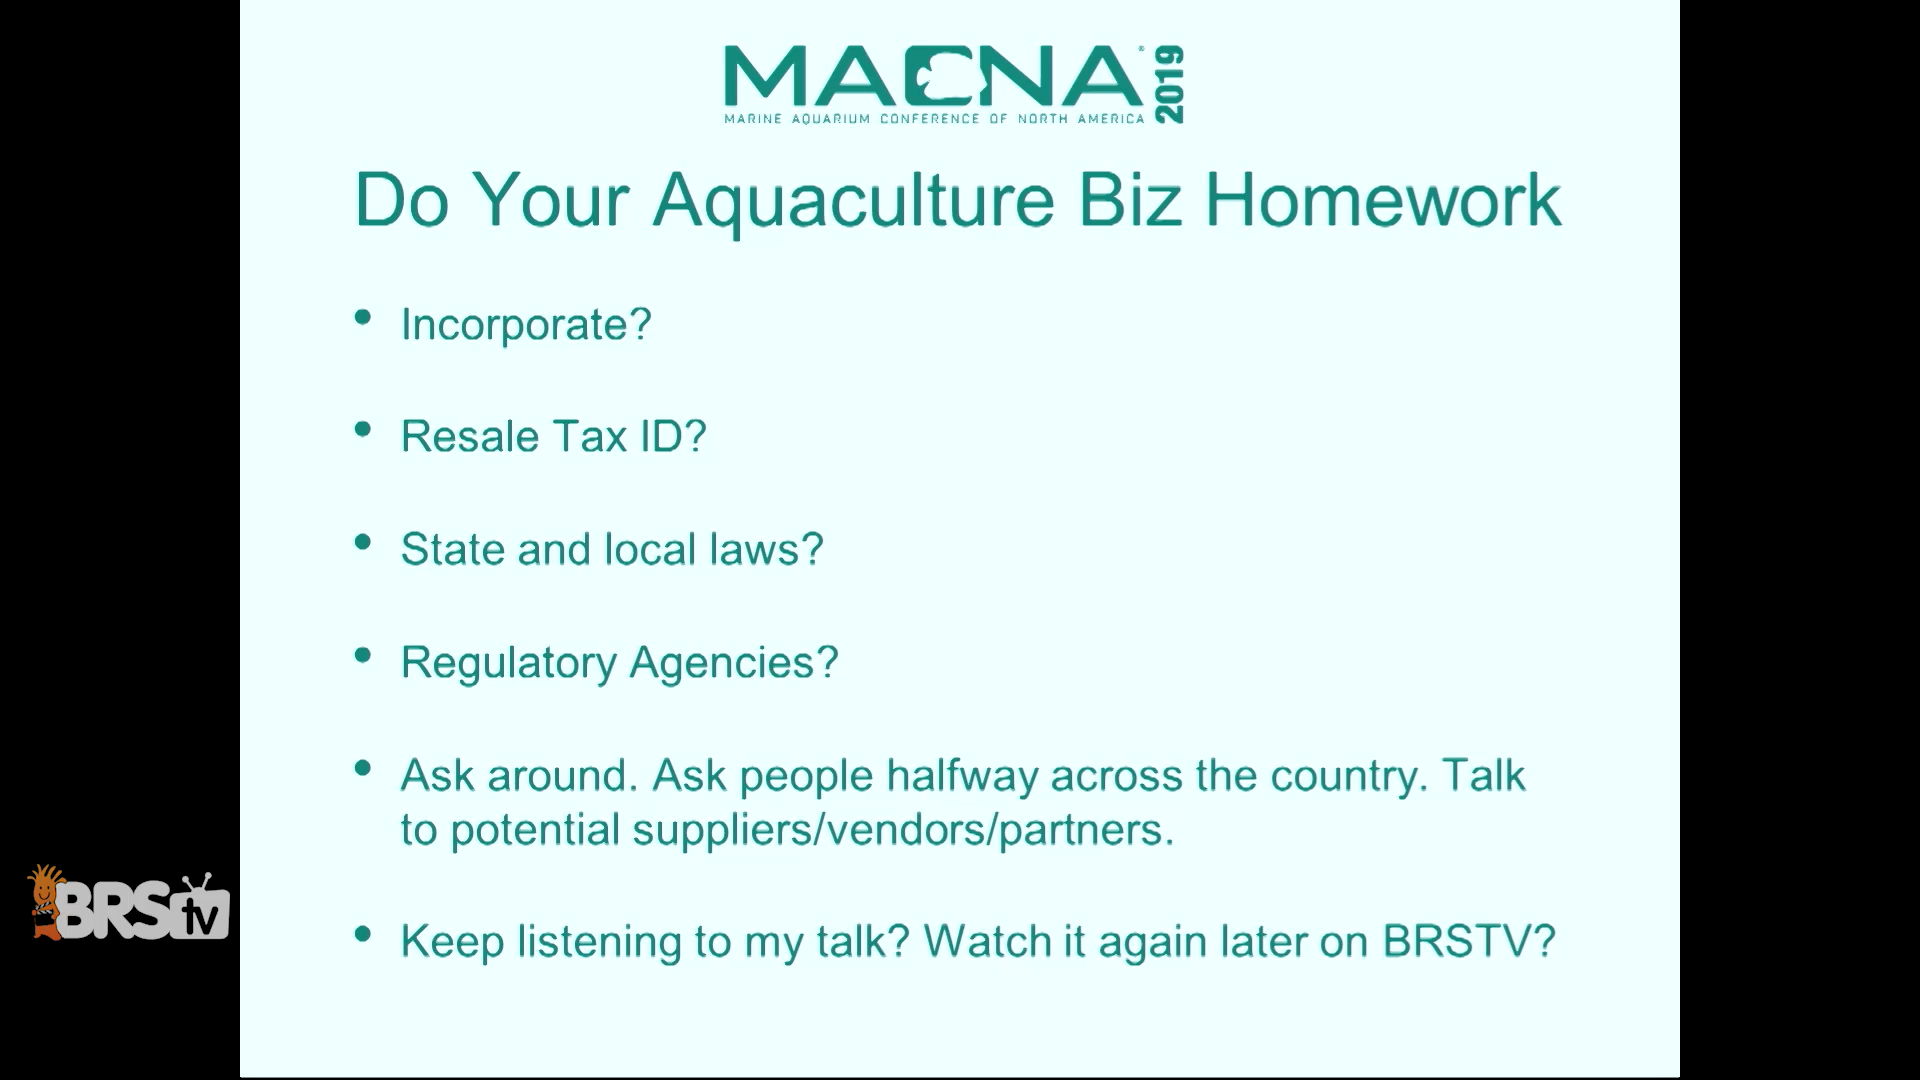 MACNA® 2019
MARINE AQUARIUM CONFERENCE OF NORTH AMERICA
Do Your Aquaculture Biz Homework
• Incorporate?
• Resale Tax ID?
• State and local laws?
• Regulatory Agencies?
• Ask around. Ask people halfway across the country. Talk
to potential suppliers/vendors/partners.
• Keep listening to my talk? Watch it again later on BRSTV?
BRStv